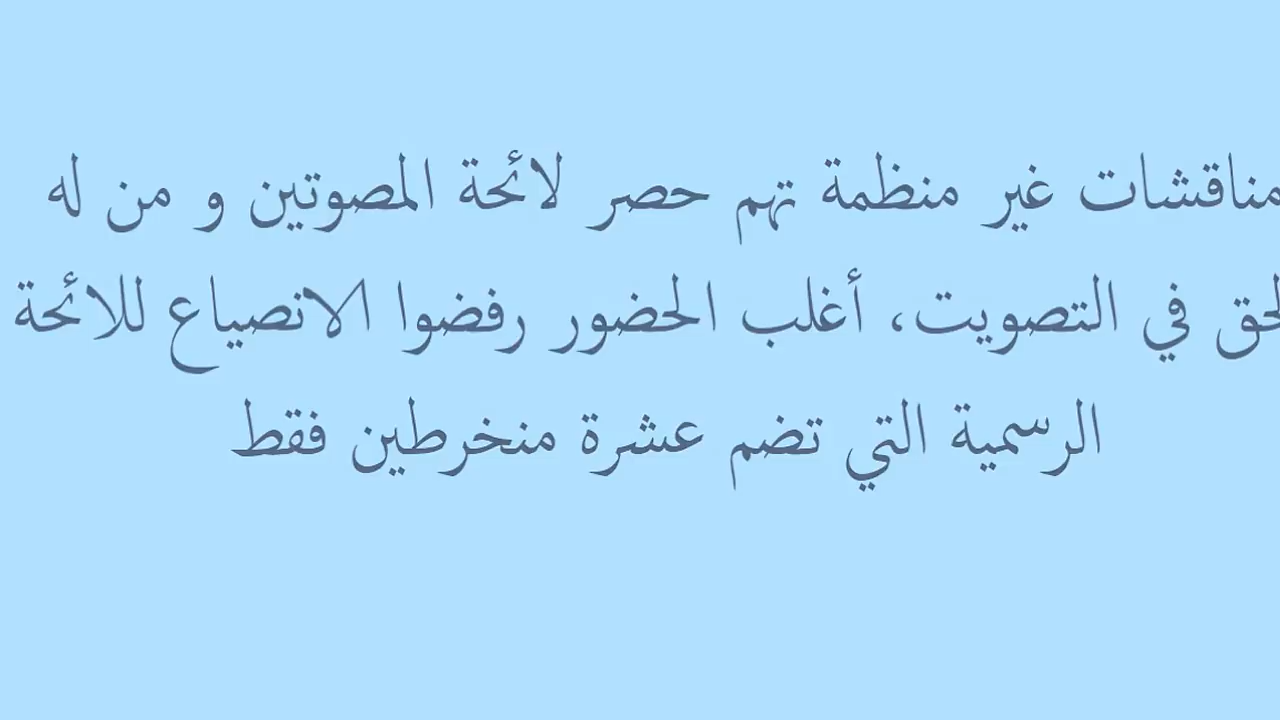 مناقشات غير منظمة تهم حصر لائحة المصوتين و من له
لحق في التصويت، أغلب الحضور رفضوا الانصياع للائحة
الرسمية التي تضم عشرة منخرطين فقط